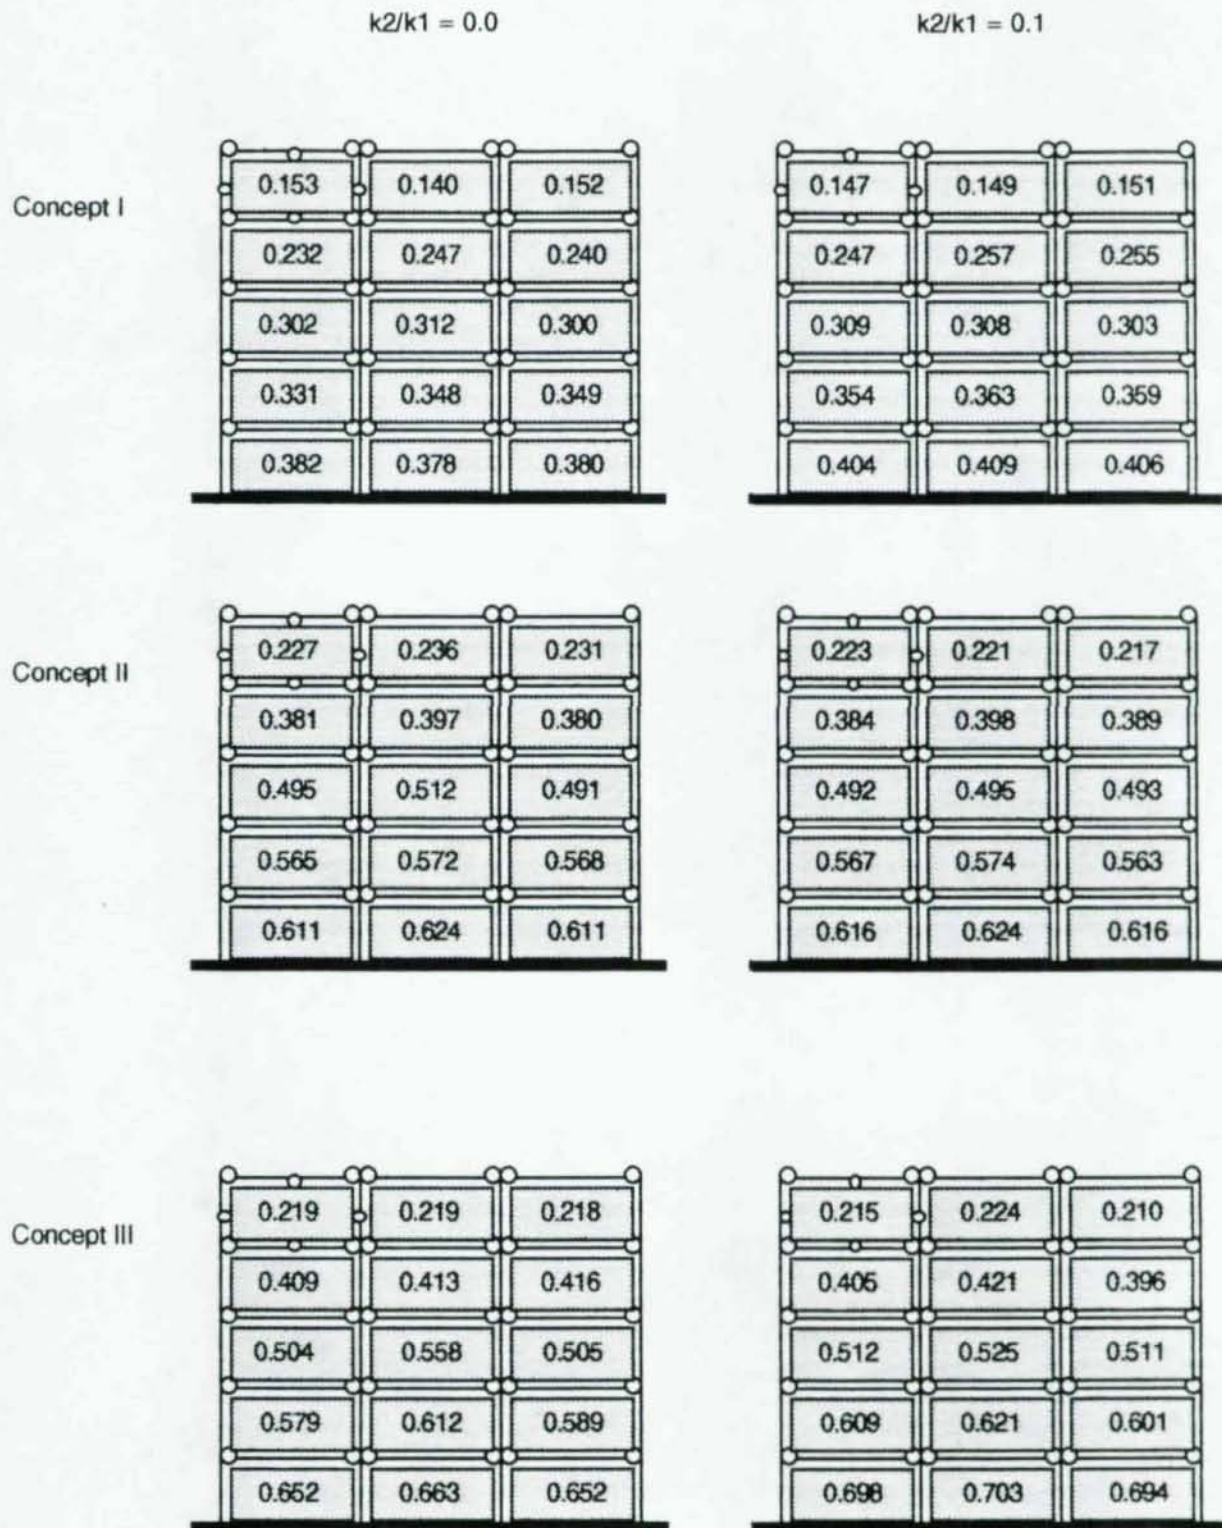 k2/k1 = 0.0 k2/k1 = 0.1
Concept I
0.153 0.140 0.152 0.147 0.149 0.151
0.232 0.247 0.240 0.247 0.257 0.255
0.302 0.312 0.300 0.309 0.308 0.303
0.331 0.348 0.349 0.354 0.363 0.359
0.382 0.378 0.380 0.404 0.409 0.406
Concept II
0.227 0.236 0.231 0.223 0.221 0.217
0.381 0.397 0.380 0.384 0.398 0.389
0.495 0.512 0.491 0.492 0.495 0.493
0.565 0.572 0.568 0.567 0.574 0.563
0.611 0.624 0.611 0.616 0.624 0.616
Concept III
0.219 0.219 0.218 0.215 0.224 0.210
0.409 0.413 0.416 0.405 0.421 0.396
0.504 0.558 0.505 0.512 0.525 0.511
0.579 0.612 0.589 0.609 0.621 0.601
0.652 0.663 0.652 0.698 0.703 0.694